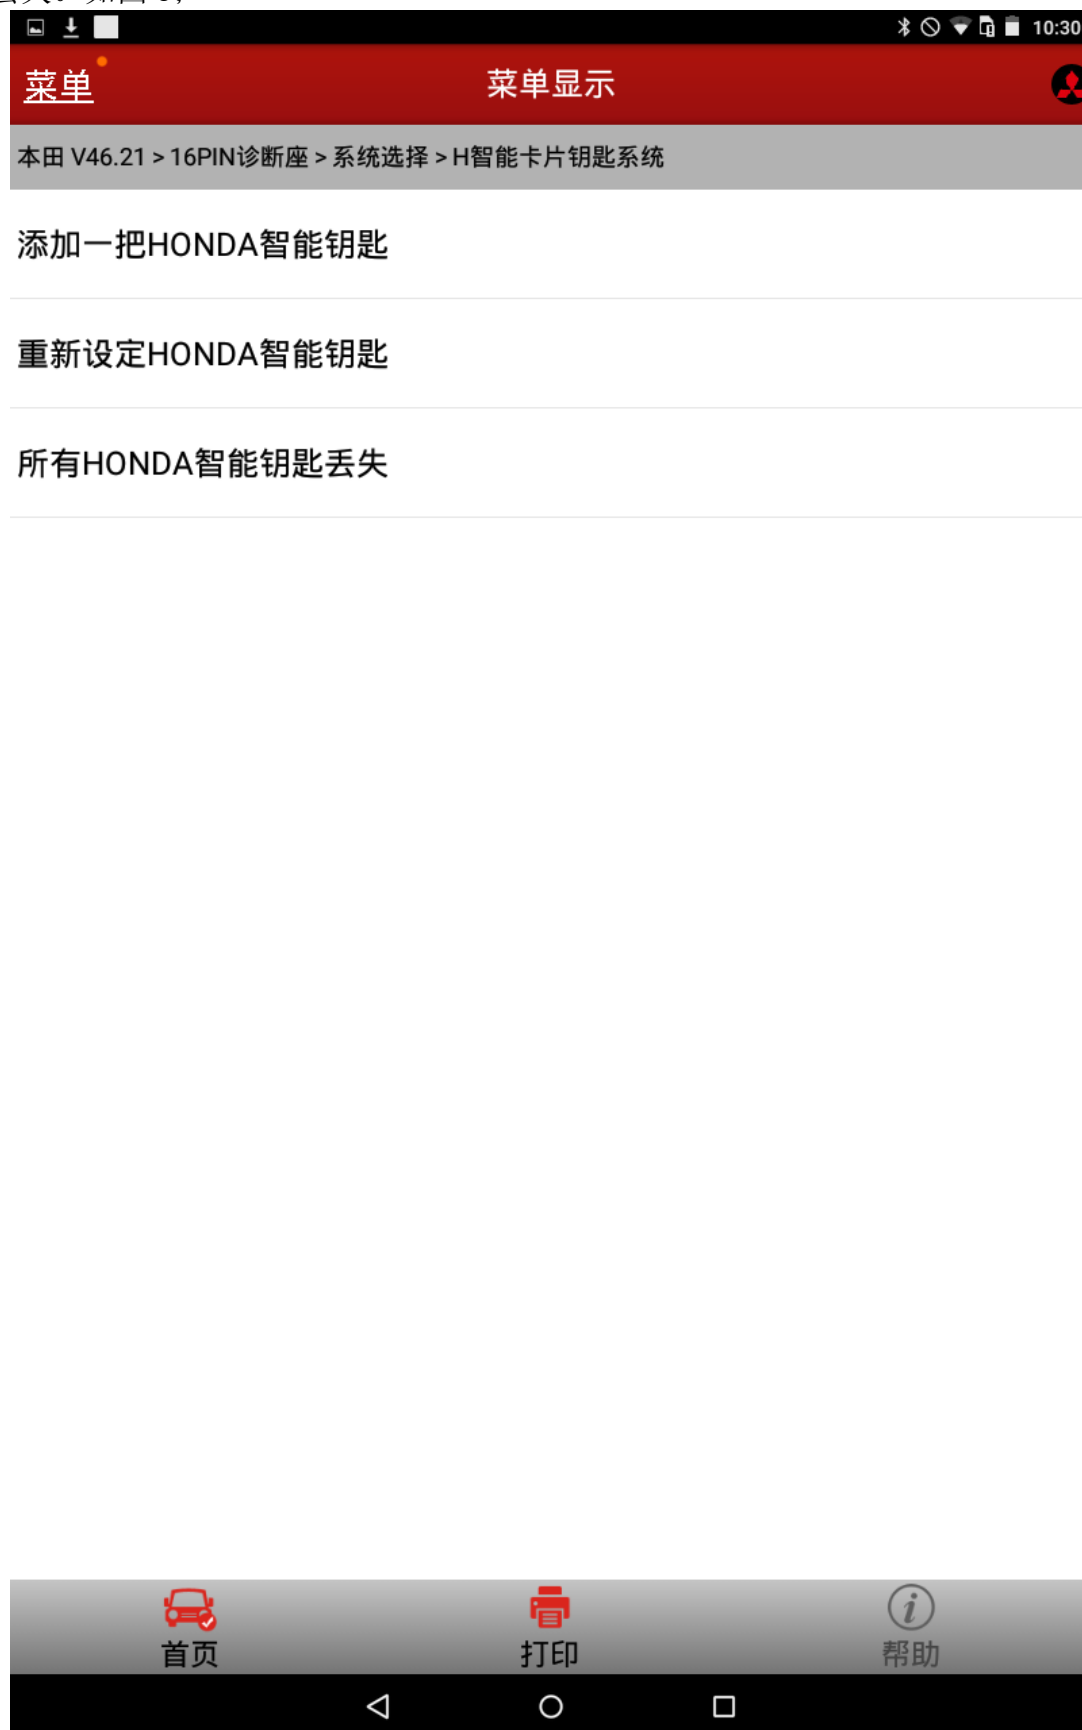 10:30
菜单
菜单显示
本田 V46.21 > 16PIN诊断座 > 系统选择 > H智能卡片钥匙系统
添加一把HONDA智能钥匙
重新设定HONDA智能钥匙
所有HONDA智能钥匙丢失
首页
打印
帮助